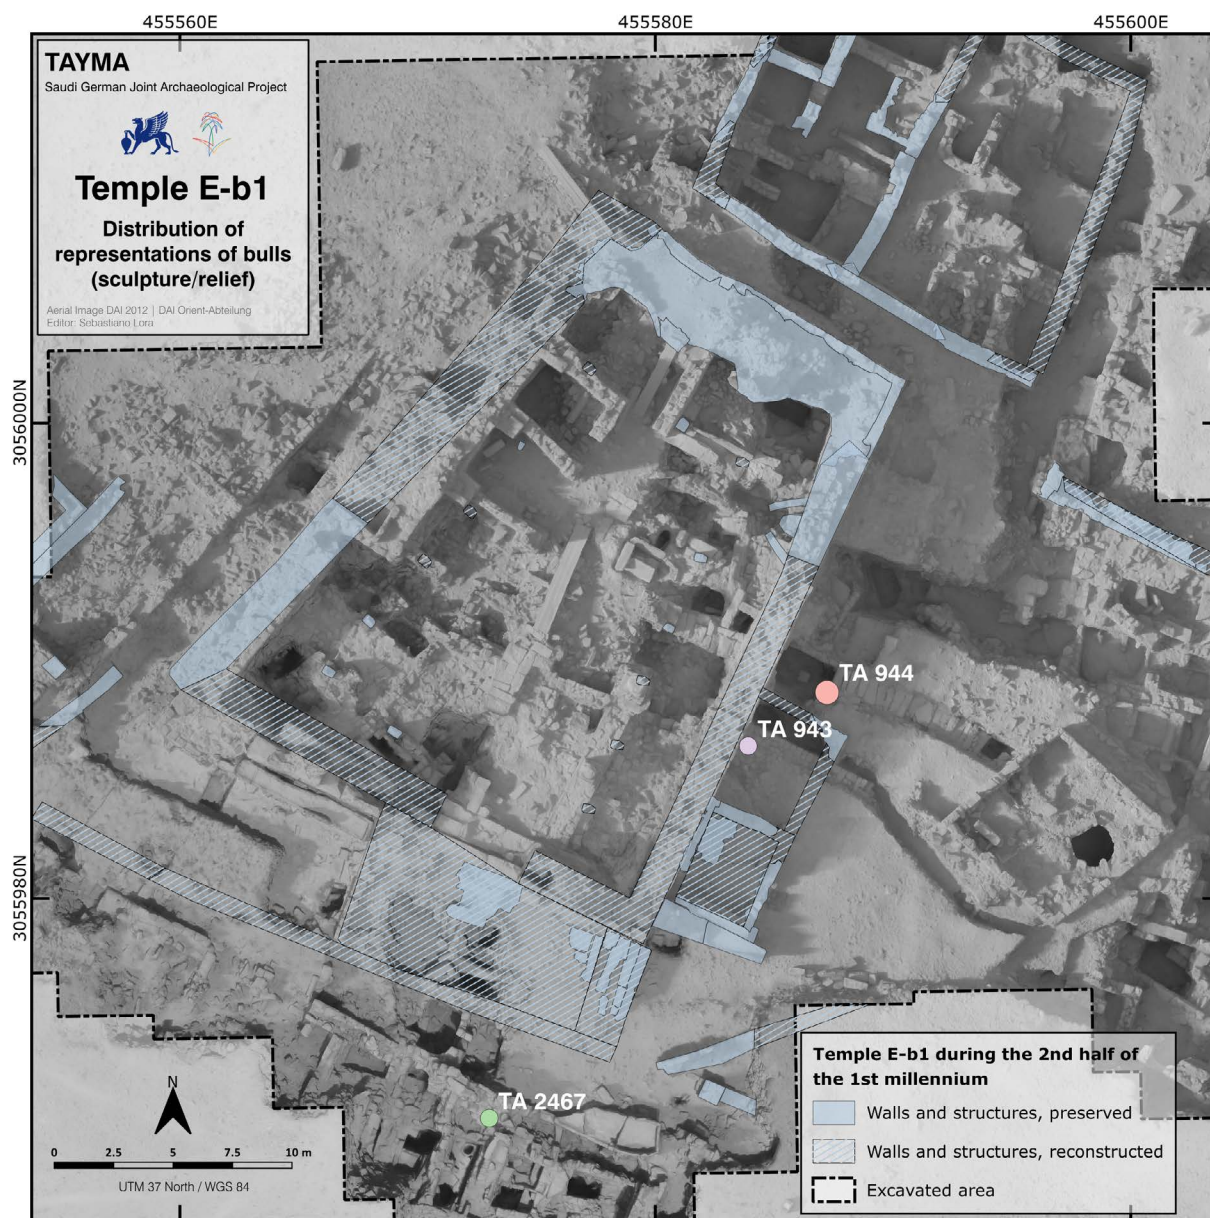 455560E
455580E
455600E
TAYMA
Saudi German Joint Archaeological Project
Temple E-b1
Distribution of
representations of bulls
(sculpture/relief)
Aerial Image DAI 2012 | DAI Orient-Abteilung
Editor: Sebastiano Lora
3056000N
TA 944
TA 943
3055980N
Temple E-b1 during the 2nd half of
the 1st millennium
Walls and structures, preserved
Walls and structures, reconstructed
Excavated area
TA 2467
N
0 2.5 5 7.5 10 m
UTM 37 North / WGS 84